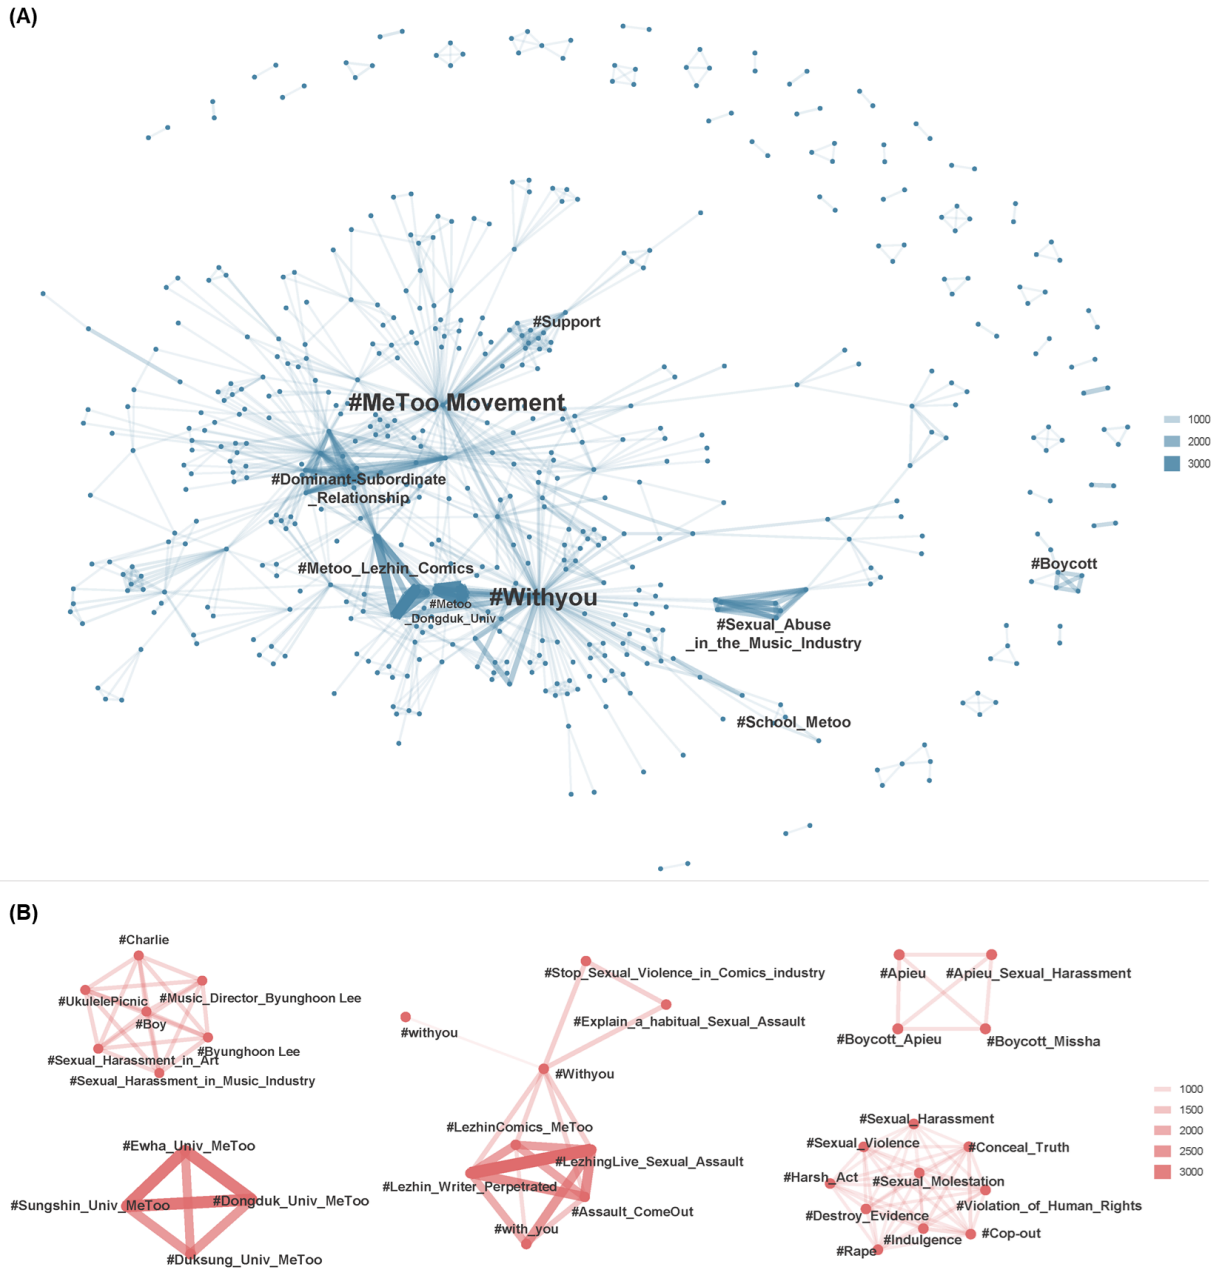 (A)
#Support
#MeToo Movement
1000
2000
3000
#Dominant-Subordinate
_Relationship
#Metoo_Lezhin_Comics
#Boycott
#Withyou
#Metoo
_Dongduk_Univ
#Sexual_Abuse
_in_the_Music_Industry
#School_Metoo
(B)
#Charlie
#Stop_Sexual_Violence_in_Comics_industry
#Apieu
#Apieu_Sexual_Harassment
#UkulelePicnic
#Music_Director_Byunghoon Lee
#Boy
#Explain_a_habitual_Sexual_Assault
#withyou
#Boycott_Apieu
#Boycott_Missha
#Byunghoon Lee
#Sexual_Harassment_in_Art
#Withyou
#Sexual_Harassment_in_Music_Industry
1000
1500
2000
2500
3000
#Sexual_Harassment
#LezhinComics_MeToo
#Ewha_Univ_MeToo
#Sexual_Violence
#Conceal_Truth
#LezhingLive_Sexual_Assault
#Harsh_Act
#Sexual_Molestation
#Lezhin_Writer_Perpetrated
#Sungshin_Univ_MeToo
#Dongduk_Univ_MeToo
#Violation_of_Human_Rights
#Assault_ComeOut
#Destroy_Evidence
#with_you
#Cop-out
#Indulgence
#Rape
#Duksung_Univ_MeToo